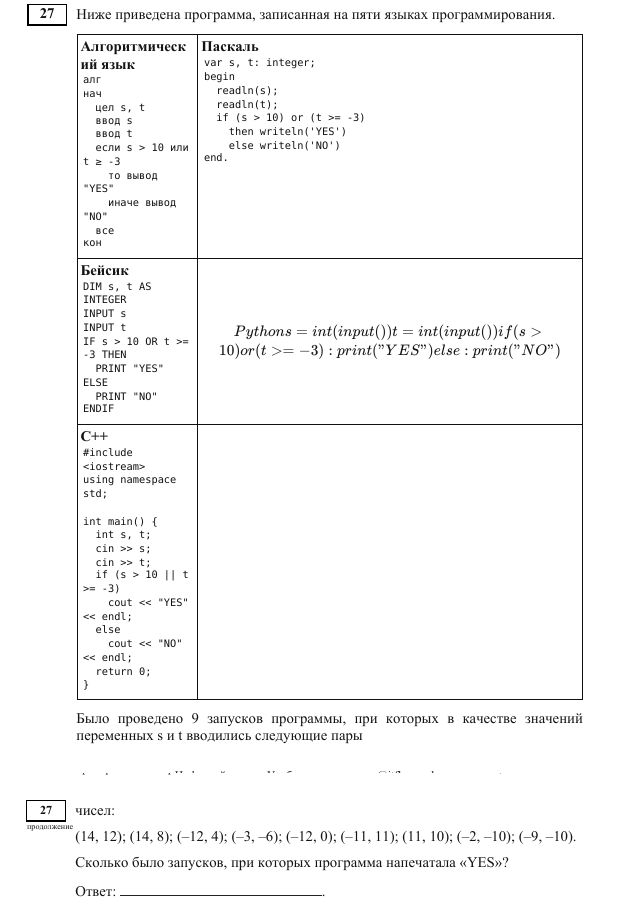 27
Ниже приведена программа, записанная на пяти языках программирования.
Алгоритмическ
ий язык
алг
нач
цел s, t
ввод s
ввод t
если s > 10 или
t ≥ -3
то вывод
"YES"
иначе вывод
"NO"
все
кон
Паскаль
var s, t: integer;
begin
readln(s);
readln(t);
if (s > 10) or (t >= -3)
then writeln('YES')
else writeln('NO')
end.
Бейсик
DIM s, t AS
INTEGER
INPUT s
INPUT t
IF s > 10 OR t >=
-3 THEN
PRINT "YES"
ELSE
PRINT "NO"
ENDIF
Pythons = int(input())t = int(input())if(s >
10)or(t >= −3) : print("YES")else : print("NO")
C++
#include
<iostream>
using namespace
std;
int main() {
int s, t;
cin >> s;
cin >> t;
if (s > 10 || t
>= -3)
cout << "YES"
<< endl;
else
cout << "NO"
<< endl;
return 0;
}
Было проведено 9 запусков программы, при которых в качестве значений
переменных s и t вводились следующие пары
27
продолжение
чисел:
(14, 12); (14, 8); (–12, 4); (–3, –6); (–12, 0); (–11, 11); (11, 10); (–2, –10); (–9, –10).
Сколько было запусков, при которых программа напечатала «YES»?
Ответ: ______________________.